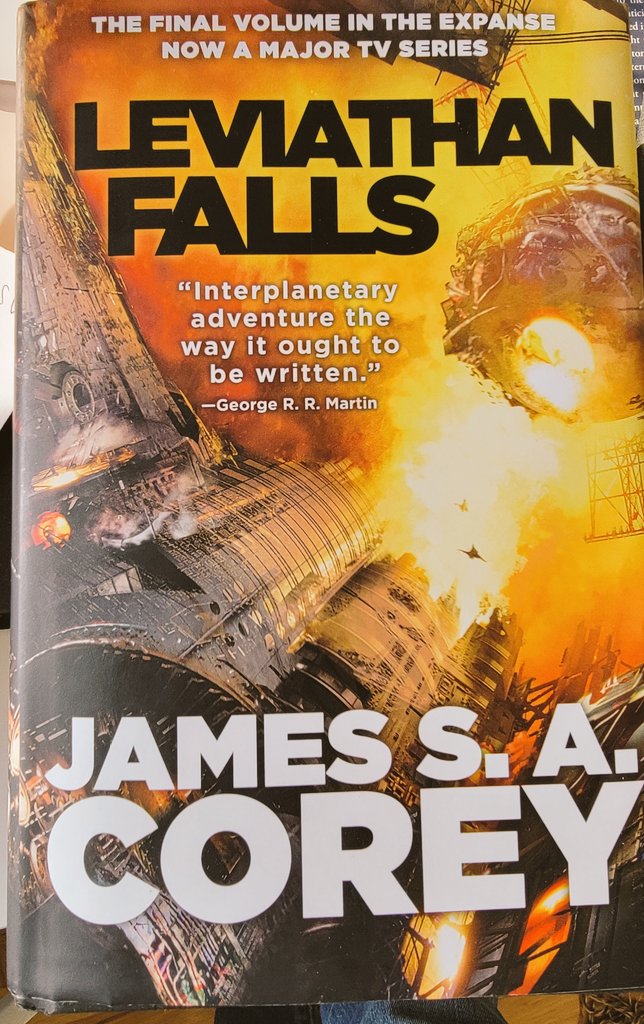 THE FINAL VOLUME IN THE EXPANSE
NOW A MAJOR TV SERIES
LEVIATHAN
FALLS
“Interplanetary
adventure the
way it ought to
be written.”
—George R. R. Martin
JAMES S. A.
COREY